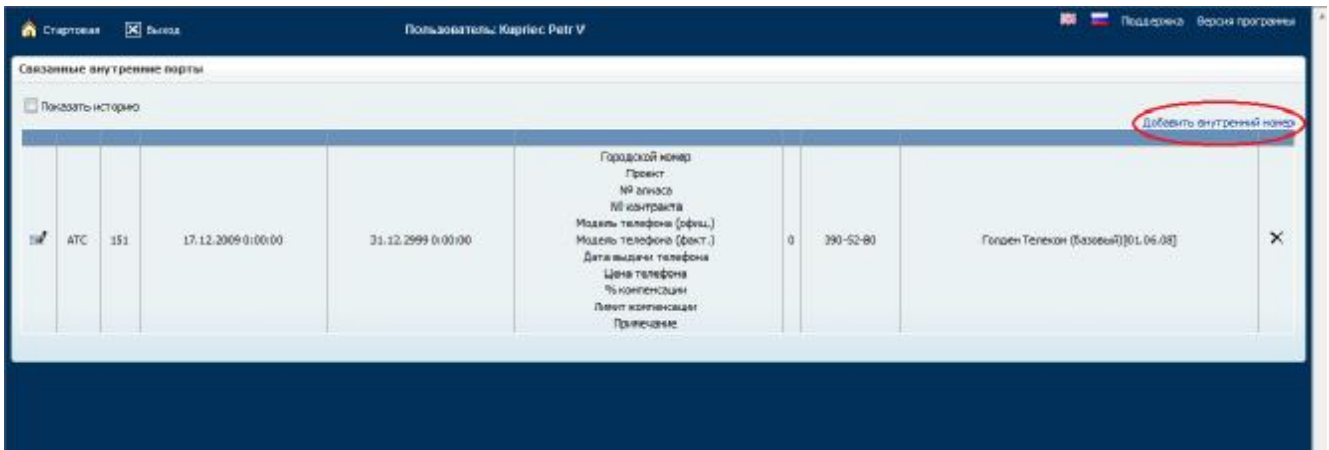 Стартовая Выход Пользователь: Kupriec Petr V Поддержка Версия программы
Связанные внутренние порты
Показать историю
Добавить внутренний номер
Городской номер
Проект
№ алиаса
№ контракта
Модель телефона (офиц.)
АТС 151 17.12.2009 0:00:00 31.12.2999 0:00:00 Модель телефона (факт.) 0 390-52-80 Голден Телеком (Базовый)[01.06.08]
Дата выдачи телефона
Цена телефона
% компенсации
Лимит компенсации
Примечание